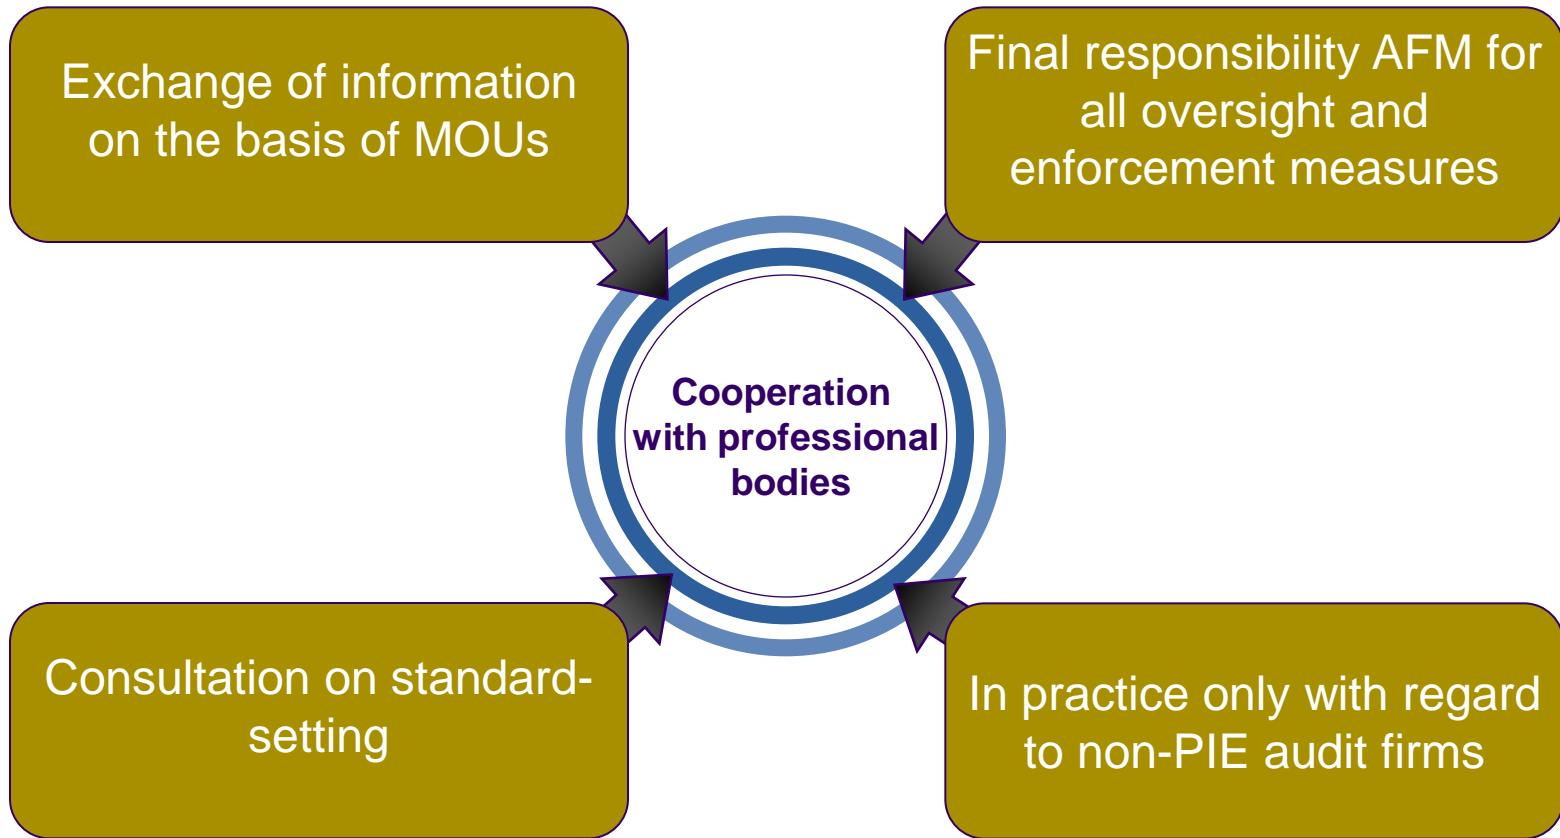 Exchange of information
on the basis of MOUs
Final responsibility AFM for
all oversight and
enforcement measures
Cooperation
with professional
bodies
Consultation on standard-
setting
In practice only with regard
to non-PIE audit firms